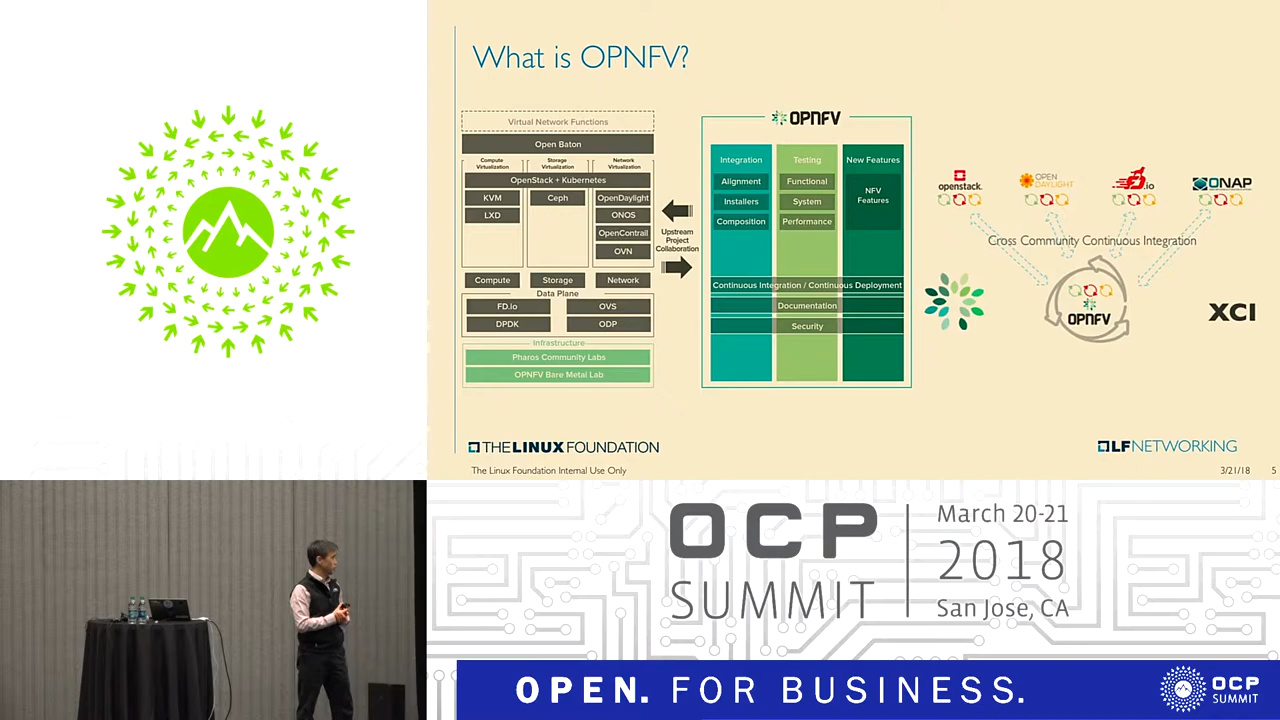 What is OPNFV?
Virtual Network Functions
Open Baton
Compute Virtualization
Storage Virtualization
Network Virtualization
OpenStack + Kubernetes
KVM
Ceph
OpenDaylight
LXD
ONOS
OpenContrail
OVN
Compute
Storage
Network
Data Plane
FD.io
OVS
DPDK
ODP
Infrastructure
Pharos Community Labs
OPNFV Bare Metal Lab
Upstream
Project
Collaboration
OPNFV
Integration
Testing
New Features
Alignment
Functional
NFV
Features
Installers
System
Composition
Performance
Continuous Integration / Continuous Deployment
Documentation
Security
openstack.
OPEN
DAYLIGHT
.io
ONAP
Cross Community Continuous Integration
OPNFV
XCI
THE LINUX FOUNDATION
LFNETWORKING
The Linux Foundation Internal Use Only
3/21/18
5
OCP
SUMMIT
March 20-21
2018
San Jose, CA
OPEN. FOR BUSINESS.
OCP
SUMMIT